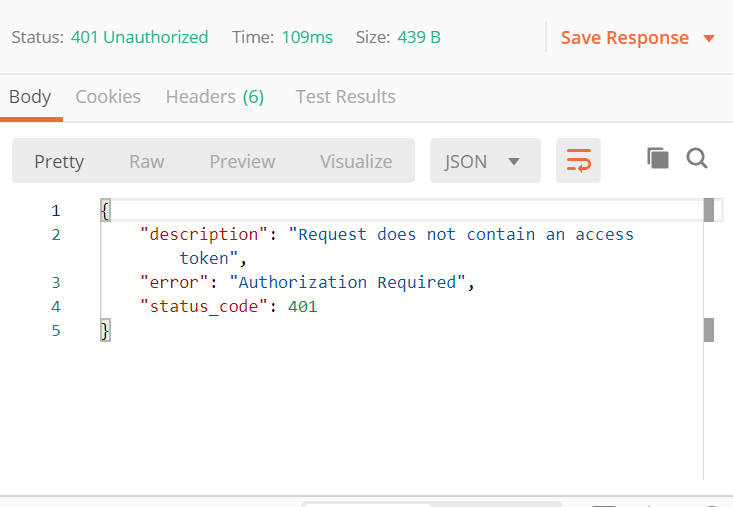 Status: 401 Unauthorized Time: 109ms Size: 439 B Save Response
Body Cookies Headers (6) Test Results
Pretty Raw Preview Visualize JSON
1 {
2 "description": "Request does not contain an access
token",
3 "error": "Authorization Required",
4 "status_code": 401
5 }